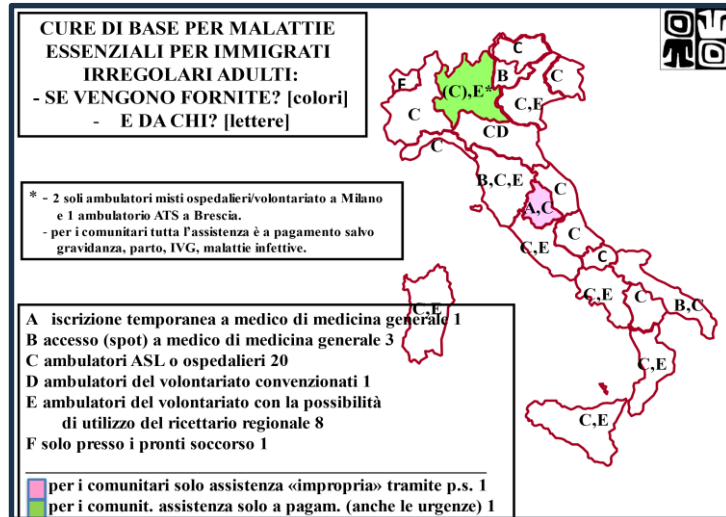 CURE DI BASE PER MALATTIE
ESSENZIALI PER IMMIGRATI
IRREGOLARI ADULTI:
- SE VENGONO FORNITE? [colori]
- E DA CHI? [lettere]
* - 2 soli ambulatori misti ospedalieri/volontariato a Milano
e 1 ambulatorio ATS a Brescia.
- per i comunitari tutta l'assistenza è a pagamento salvo
gravidanza, parto, IVG, malattie infettive.
C
B
C
(C),E*
C,E
C
CD
C
B,C,E
C
A,C
C,E
C
C
C,E
C
B,C
C,E
C,E
C,E
A iscrizione temporanea a medico di medicina generale 1
B accesso (spot) a medico di medicina generale 3
C ambulatori ASL o ospedalieri 20
D ambulatori del volontariato convenzionati 1
E ambulatori del volontariato con la possibilità
di utilizzo del ricettario regionale 8
F solo presso i pronti soccorso 1
per i comunitari solo assistenza «impropria» tramite p.s. 1
per i comunit. assistenza solo a pagam. (anche le urgenze) 1